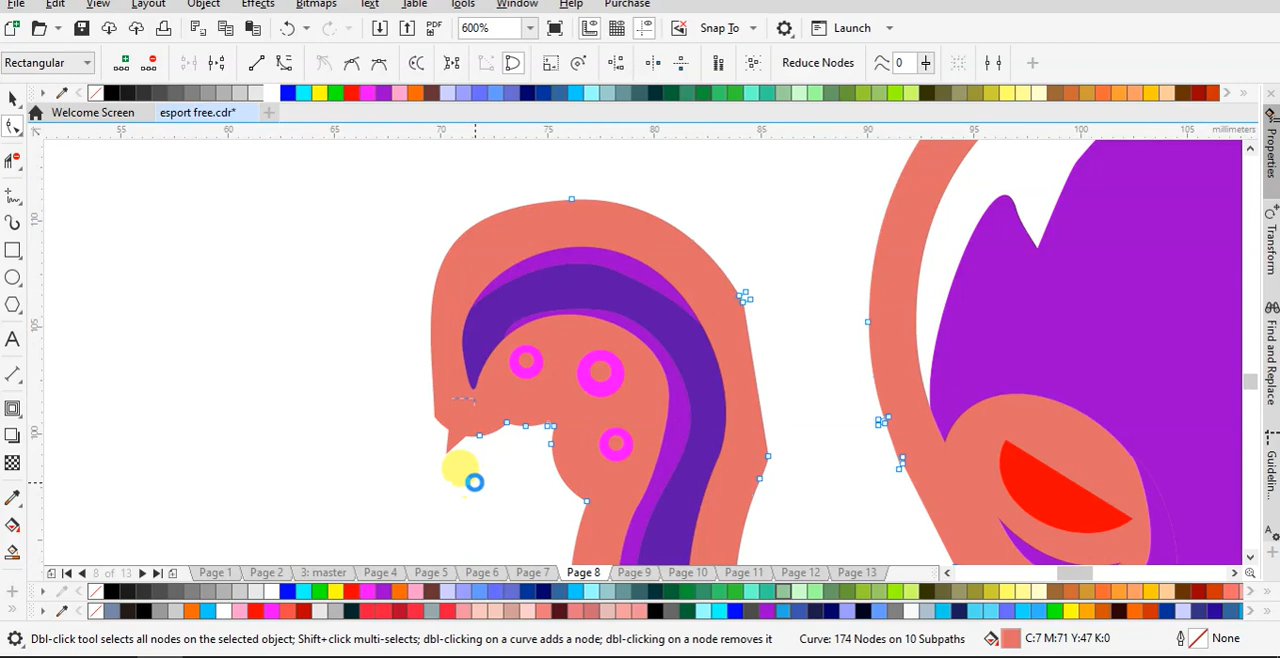 File Edit View Layout Object Effects Bitmaps Text Table Tools Window Help Purchase
PDF 600% Snap To Launch
Rectangular 0 Reduce Nodes
Welcome Screen esport free.cdr*
55 60 65 70 75 80 85 90 95 100 105 millimeters
110
105
100
Properties
Transform
Find and Replace
Guidelin...
8 of 13 Page 1 Page 2 3: master Page 4 Page 5 Page 6 Page 7 Page 8 Page 9 Page 10 Page 11 Page 12 Page 13
Dbl-click tool selects all nodes on the selected object; Shift+click multi-selects; dbl-clicking on a curve adds a node; dbl-clicking on a node removes it Curve: 174 Nodes on 10 Subpaths C:7 M:71 Y:47 K:0 None